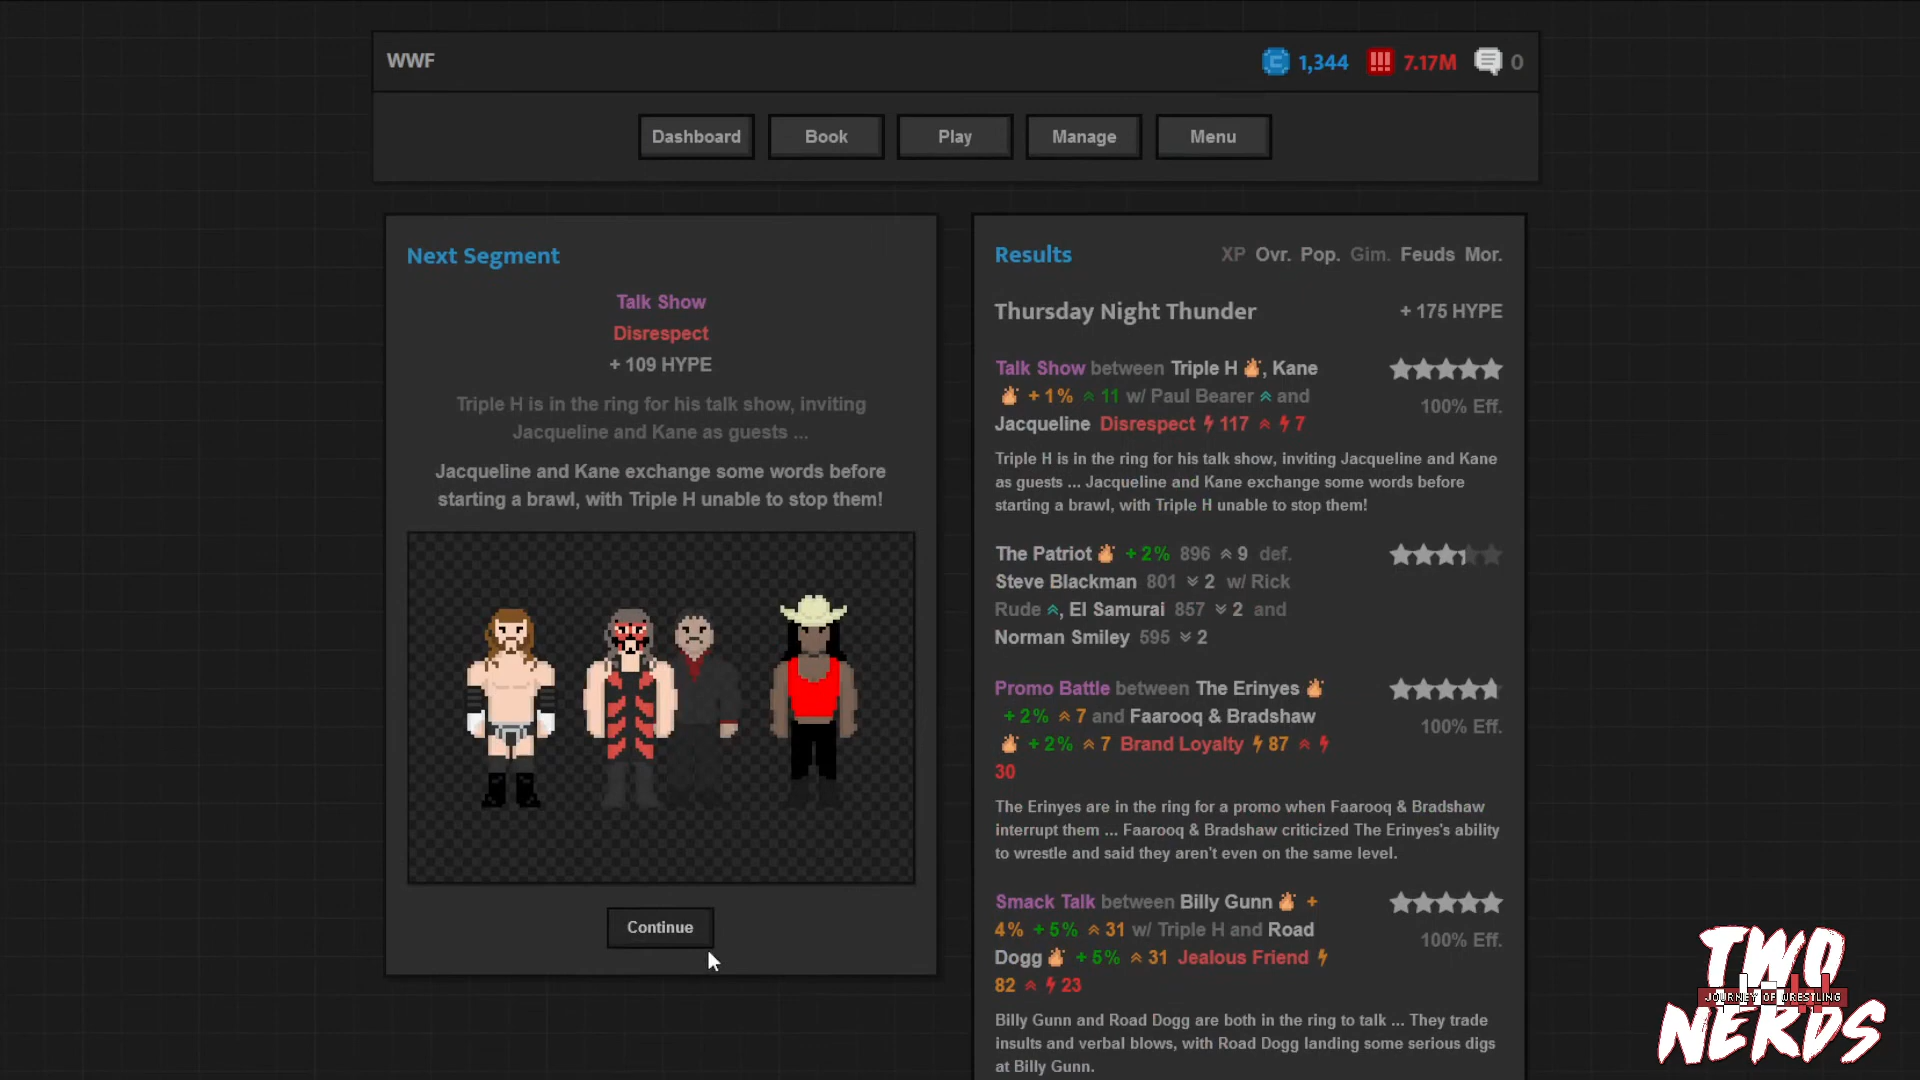 WWF
1,344
7.17M
0
Dashboard
Book
Play
Manage
Menu
Next Segment
Talk Show
Disrespect
+ 109 HYPE
Triple H is in the ring for his talk show, inviting
Jacqueline and Kane as guests ...
Jacqueline and Kane exchange some words before
starting a brawl, with Triple H unable to stop them!
Continue
Results
XP Ovr. Pop. Gim. Feuds Mor.
Thursday Night Thunder
+ 175 HYPE
Talk Show between Triple H, Kane
+ 1% 11 w/ Paul Bearer and
Jacqueline Disrespect 117 7
100% Eff.
Triple H is in the ring for his talk show, inviting Jacqueline and Kane
as guests ... Jacqueline and Kane exchange some words before
starting a brawl, with Triple H unable to stop them!
The Patriot + 2% 896 9 def.
Steve Blackman 801 2 w/ Rick
Rude, El Samurai 857 2 and
Norman Smiley 595 2
Promo Battle between The Erinyes
+ 2% 7 and Faarooq & Bradshaw
+ 2% 7 Brand Loyalty 87
30
100% Eff.
The Erinyes are in the ring for a promo when Faarooq & Bradshaw
interrupt them ... Faarooq & Bradshaw criticized The Erinyes's ability
to wrestle and said they aren't even on the same level.
Smack Talk between Billy Gunn +
4% + 5% 31 w/ Triple H and Road
Dogg + 5% 31 Jealous Friend
82 23
100% Eff.
Billy Gunn and Road Dogg are both in the ring to talk ... They trade
insults and verbal blows, with Road Dogg landing some serious digs
at Billy Gunn.
TWO
JOURNEY OF WRESTLING
NERDS